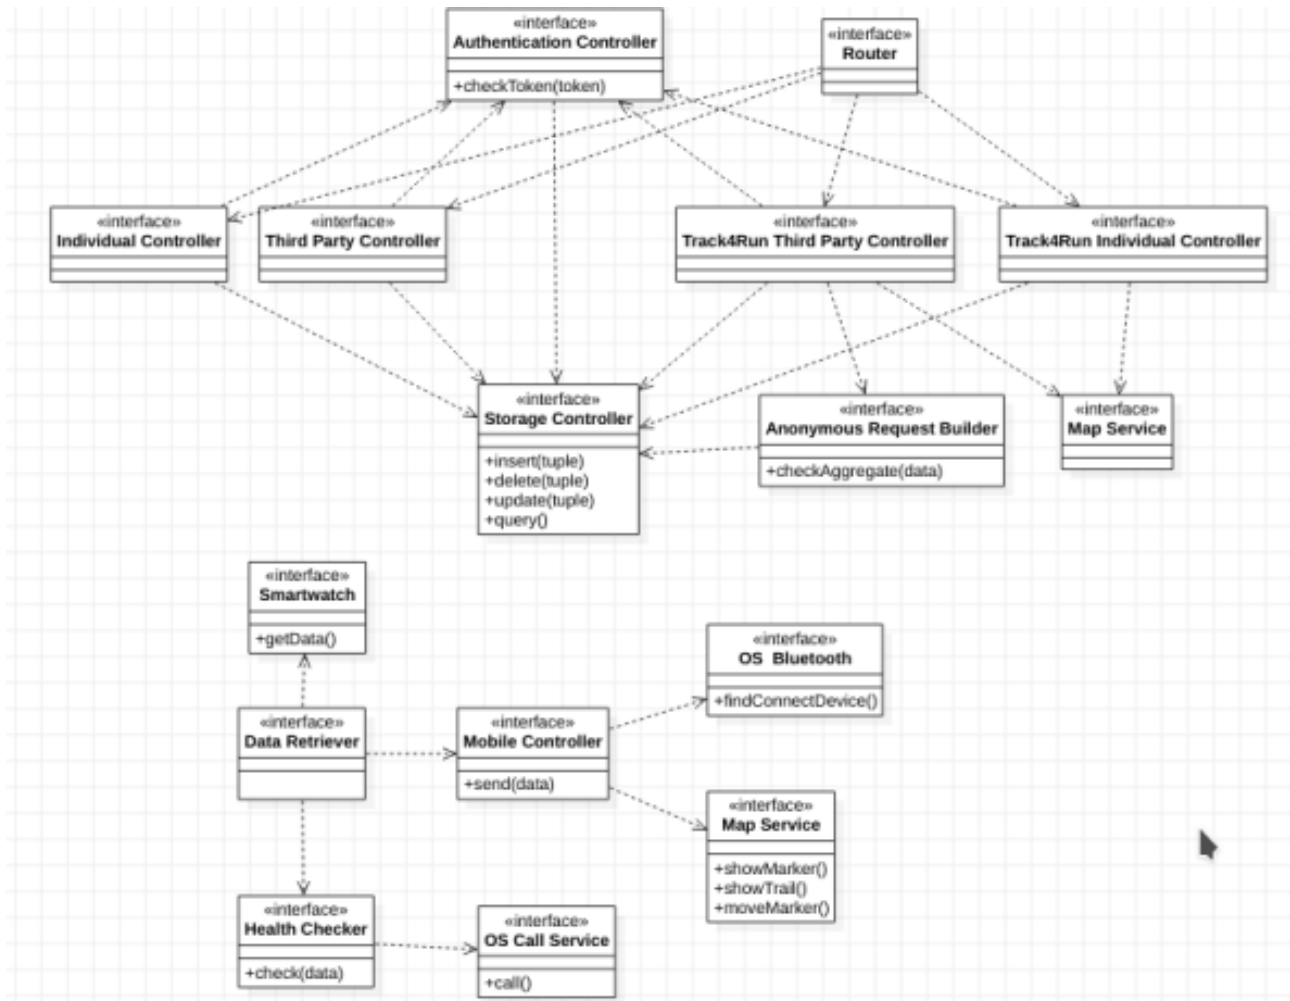 «interface»
Authentication Controller
+checkToken(token)
«interface»
Router
«interface»
Individual Controller
«interface»
Third Party Controller
«interface»
Track4Run Third Party Controller
«interface»
Track4Run Individual Controller
«interface»
Storage Controller
+insert(tuple)
+delete(tuple)
+update(tuple)
+query()
«interface»
Anonymous Request Builder
+checkAggregate(data)
«interface»
Map Service
«interface»
Smartwatch
+getData()
«interface»
OS Bluetooth
+findConnectDevice()
«interface»
Data Retriever
«interface»
Mobile Controller
+send(data)
«interface»
Map Service
+showMarker()
+showTrail()
+moveMarker()
«interface»
Health Checker
+check(data)
«interface»
OS Call Service
+call()